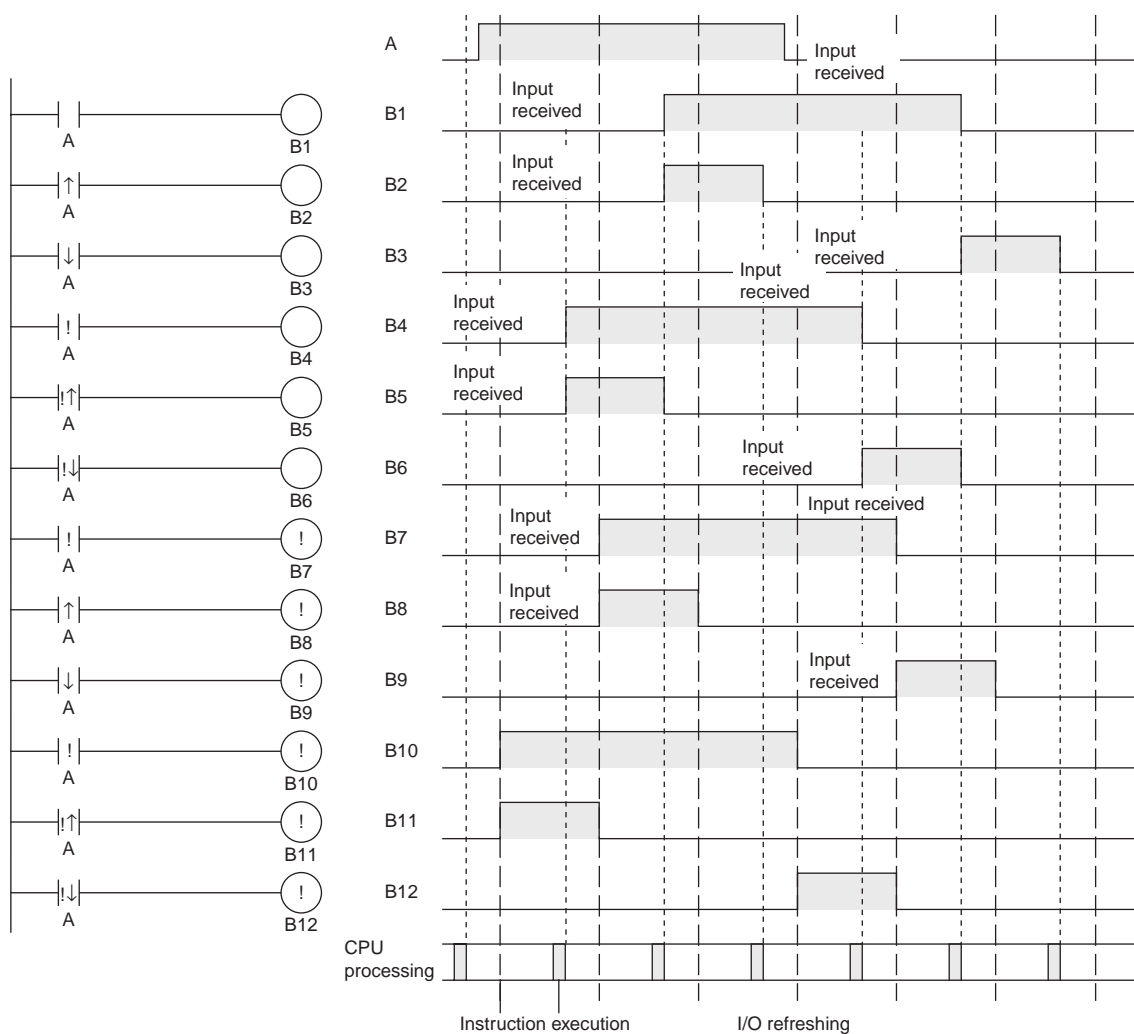 A
Input
received
A
B1
B1
Input
received
↑
A
B2
B2
Input
received
↓
A
B3
B3
Input
received
!
A
B4
B4
Input
received
Input
received
!↑
A
B5
B5
Input
received
!↓
A
B6
B6
Input
received
!
A
!
B7
B7
Input
received
Input received
↑
A
!
B8
B8
Input
received
↓
A
!
B9
B9
Input
received
!
A
!
B10
B10
!↑
A
!
B11
B11
!↓
A
!
B12
B12
CPU
processing
Instruction execution
I/O refreshing